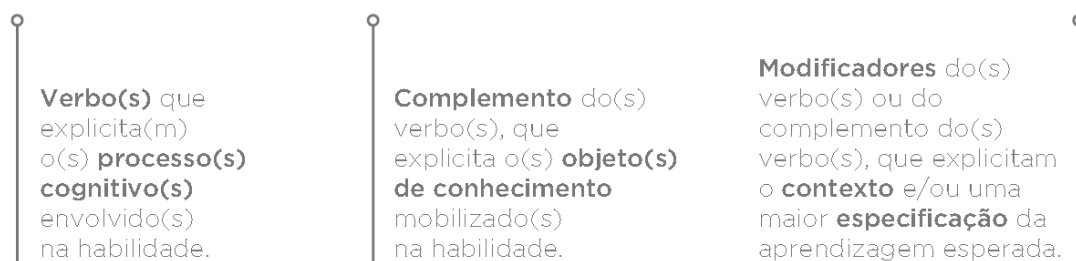 Verbo(s) que
explicita(m)
o(s) processo(s)
cognitivo(s)
envolvido(s)
na habilidade.
Complemento do(s)
verbo(s), que
explicita o(s) objeto(s)
de conhecimento
mobilizado(s)
na habilidade.
Modificadores do(s)
verbo(s) ou do
complemento do(s)
verbo(s), que explicitam
o contexto e/ou uma
maior especificação da
aprendizagem esperada.